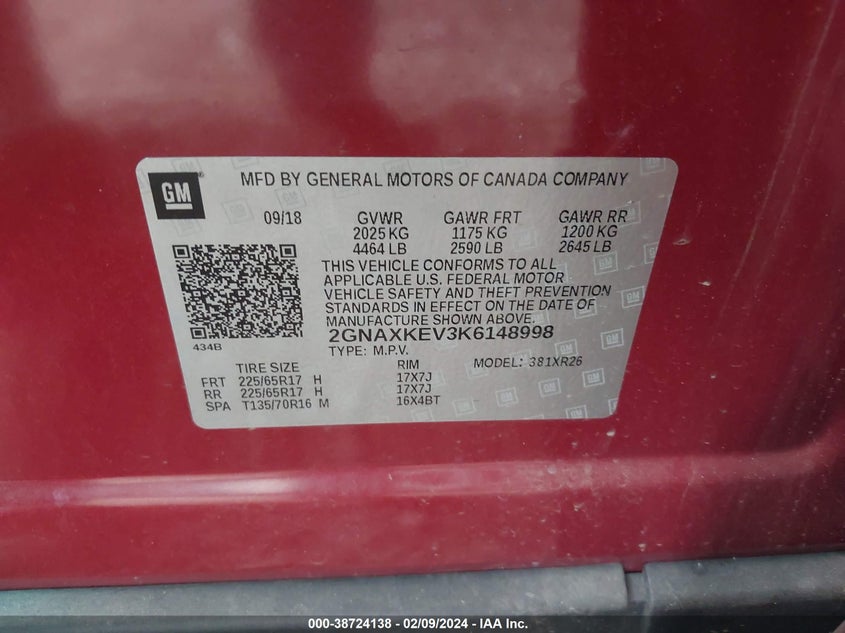 GM
MFD BY GENERAL MOTORS OF CANADA COMPANY
09/18 GVWR GAWR FRT GAWR RR
2025 KG 1175 KG 1200 KG
4464 LB 2590 LB 2645 LB
THIS VEHICLE CONFORMS TO ALL
APPLICABLE U.S. FEDERAL MOTOR
VEHICLE SAFETY AND THEFT PREVENTION
STANDARDS IN EFFECT ON THE DATE OF
MANUFACTURE SHOWN ABOVE.
434B 2GNAXKEV3K6148998
TYPE: M.P.V. MODEL: 381XR26
TIRE SIZE RIM
FRT 225/65R17 H 17X7J
RR 225/65R17 H 17X7J
SPA T135/70R16 M 16X4BT
000-38724138 - 02/09/2024 - IAA Inc.